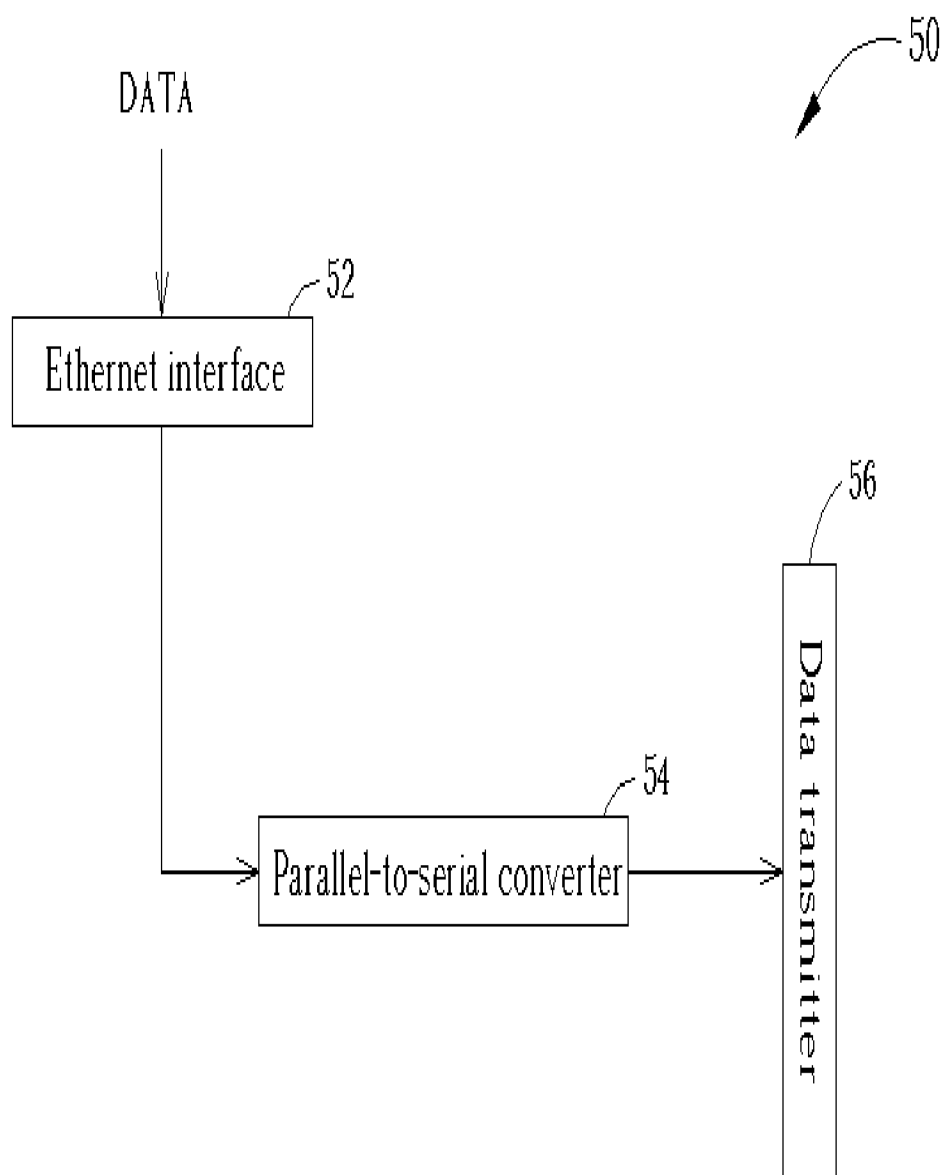 50
DATA
52
Ethernet interface
56
54
Parallel-to-serial converter
Data transmitter